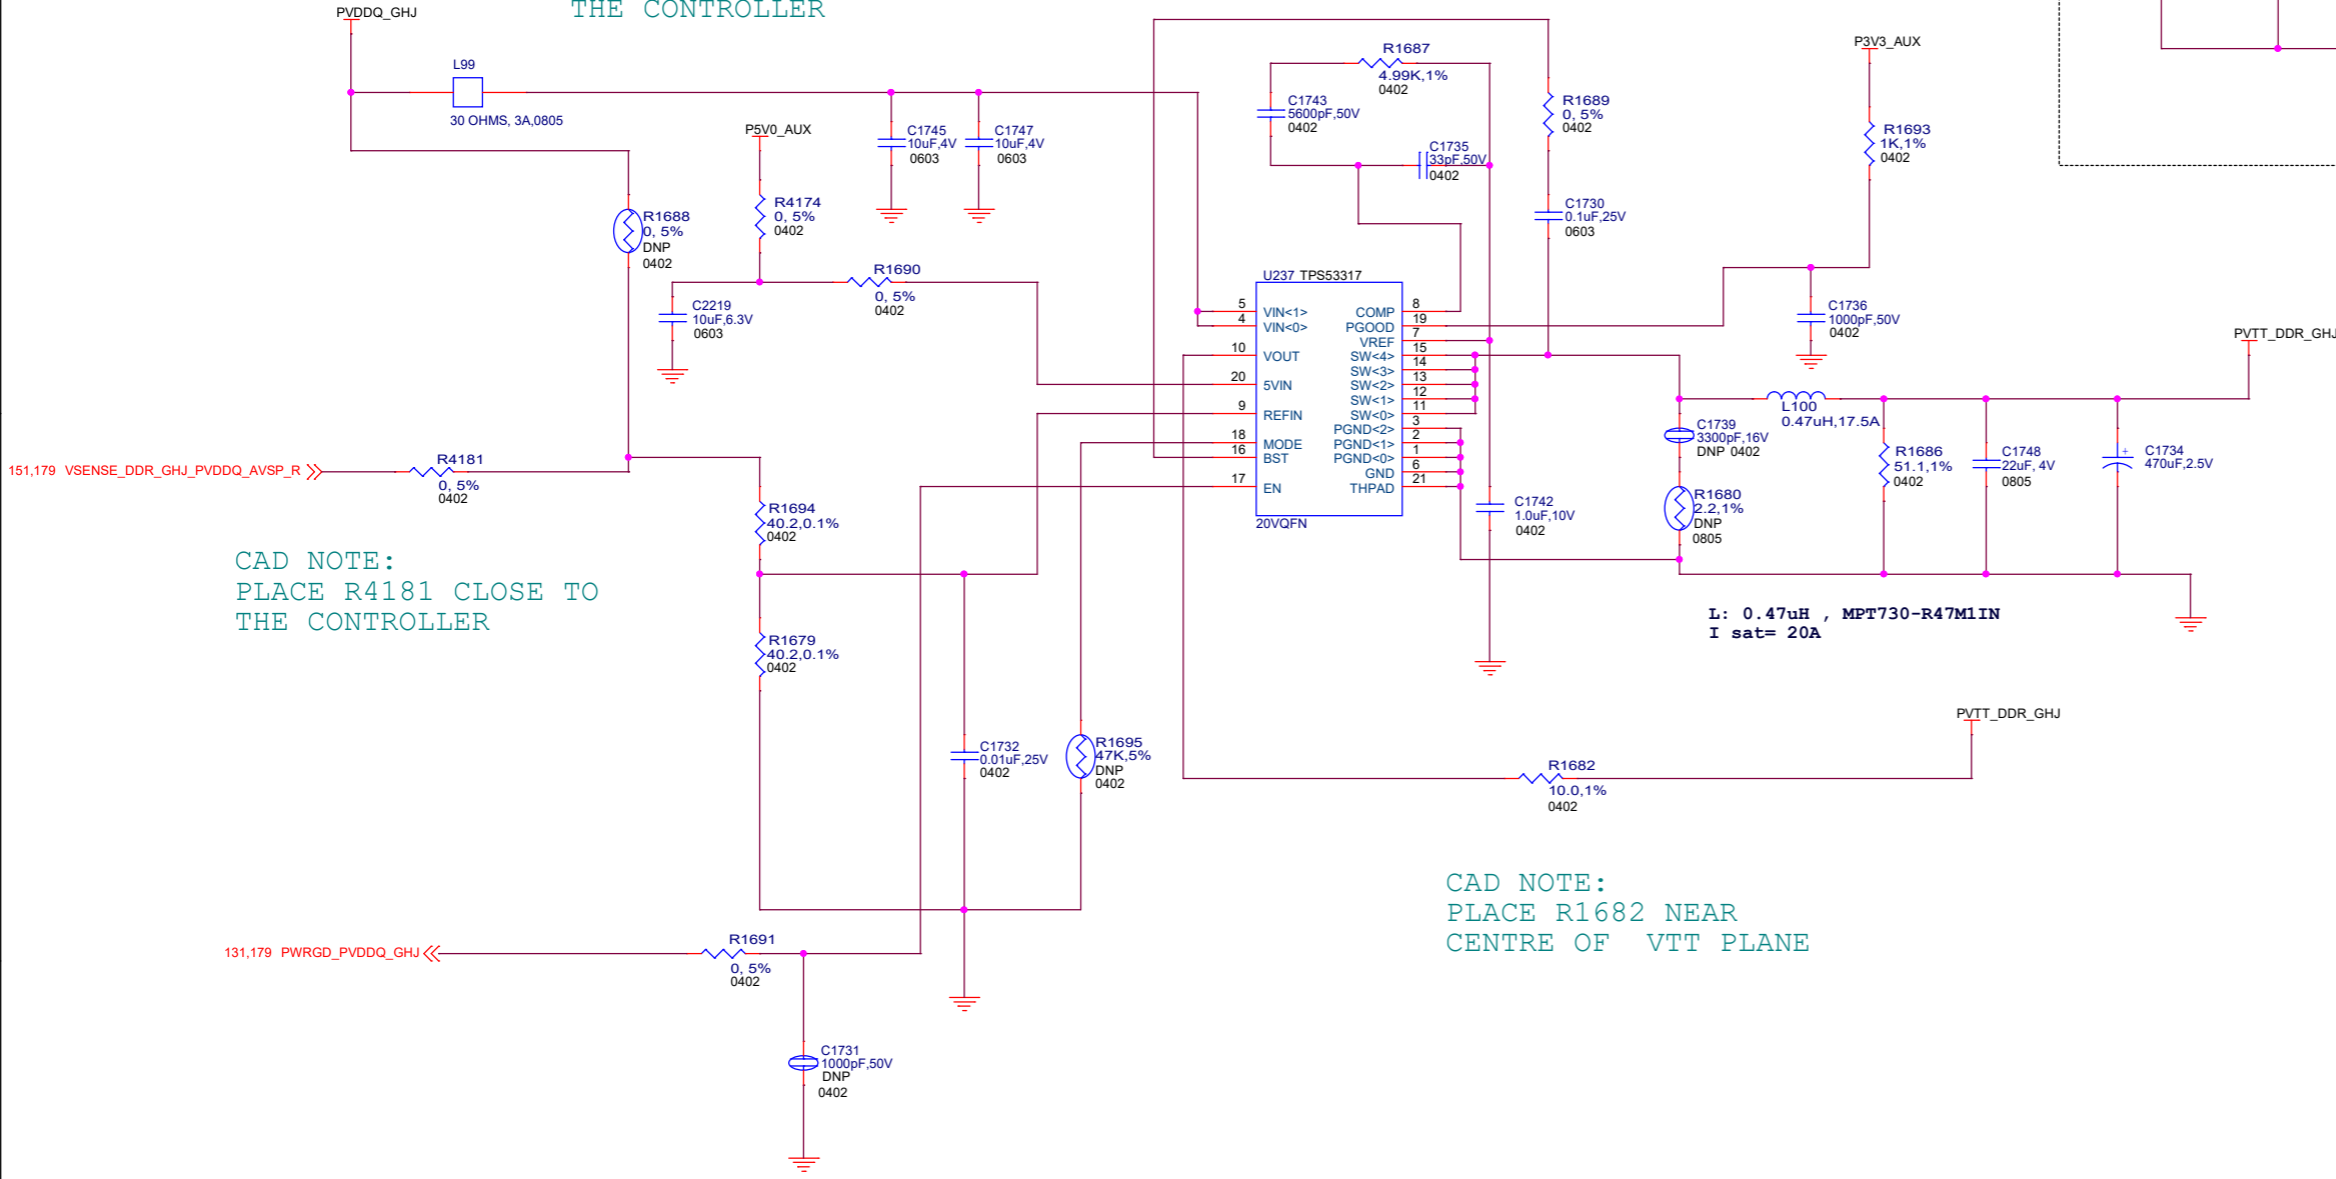 THE CONTROLLER
PVDDQ_GHJ
L99
30 OHMS, 3A,0805
P5V0_AUX
R4174
0, 5%
0402
C1745
10uF,4V
0603
C1747
10uF,4V
0603
R1688
0, 5%
DNP
0402
C2219
10uF,6.3V
0603
R1690
0, 5%
0402
R1687
4.99K,1%
0402
C1743
5600pF,50V
0402
C1735
33pF,50V
0402
R1689
0, 5%
0402
C1730
0.1uF,25V
0603
P3V3_AUX
R1693
1K,1%
0402
C1736
1000pF,50V
0402
U237 TPS53317
5 VIN<1>
4 VIN<0>
10 VOUT
20 5VIN
9 REFIN
18 MODE
16 BST
17 EN
COMP 8
PGOOD 19
VREF 7
SW<4> 15
SW<3> 14
SW<2> 13
SW<1> 12
SW<0> 11
PGND<2> 3
PGND<1> 2
PGND<0> 1
GND 6
THPAD 21
20VQFN
C1742
1.0uF,10V
0402
C1739
3300pF,16V
DNP 0402
R1680
2.2,1%
DNP
0805
L100
0.47uH,17.5A
R1686
51.1,1%
0402
C1748
22uF, 4V
0805
C1734
+
470uF,2.5V
PVTT_DDR_GHJ
L: 0.47uH , MPT730-R47M1IN
I sat= 20A
151,179 VSENSE_DDR_GHJ_PVDDQ_AVSP_R
R4181
0, 5%
0402
CAD NOTE:
PLACE R4181 CLOSE TO
THE CONTROLLER
R1694
40.2,0.1%
0402
R1679
40.2,0.1%
0402
C1732
0.01uF,25V
0402
R1695
47K,5%
DNP
0402
PVTT_DDR_GHJ
R1682
10.0,1%
0402
CAD NOTE:
PLACE R1682 NEAR
CENTRE OF VTT PLANE
131,179 PWRGD_PVDDQ_GHJ
R1691
0, 5%
0402
C1731
1000pF,50V
DNP
0402